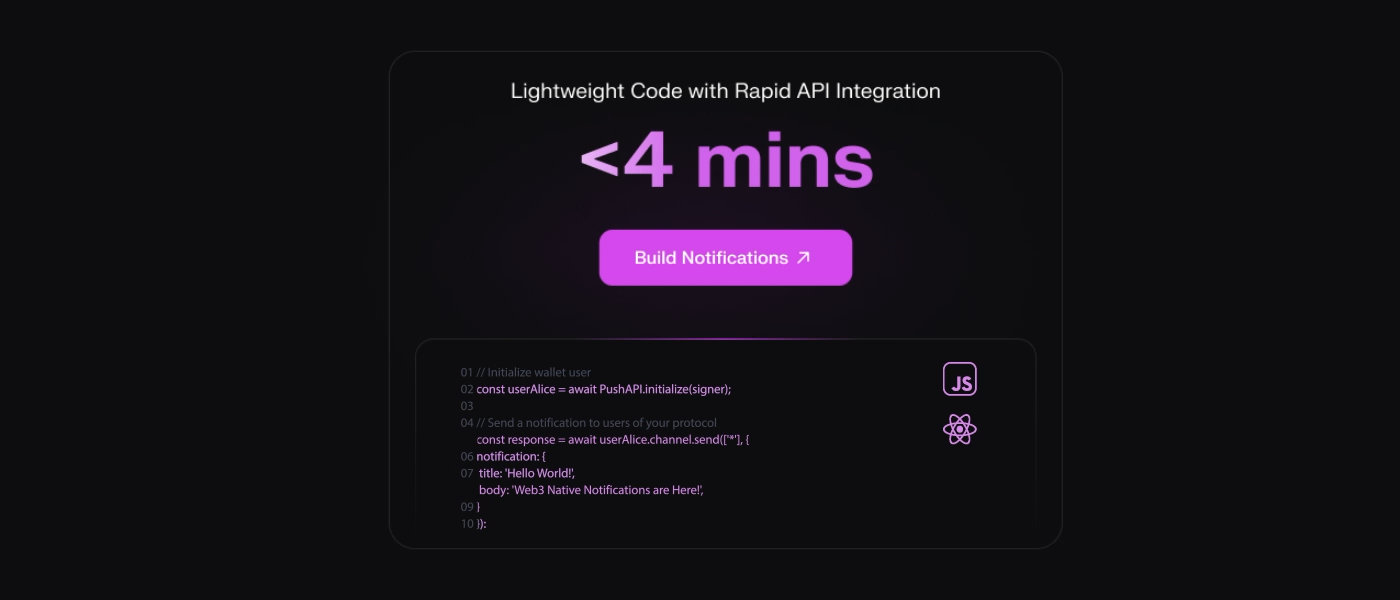 Lightweight Code with Rapid API Integration
<4 mins
Build Notifications ↗
01 // Initialize wallet user
02 const userAlice = await PushAPI.initialize(signer);
03
04 // Send a notification to users of your protocol
const response = await userAlice.channel.send(['*'], {
06 notification: {
07 title: 'Hello World!',
body: 'Web3 Native Notifications are Here!',
09 }
10 });
JS